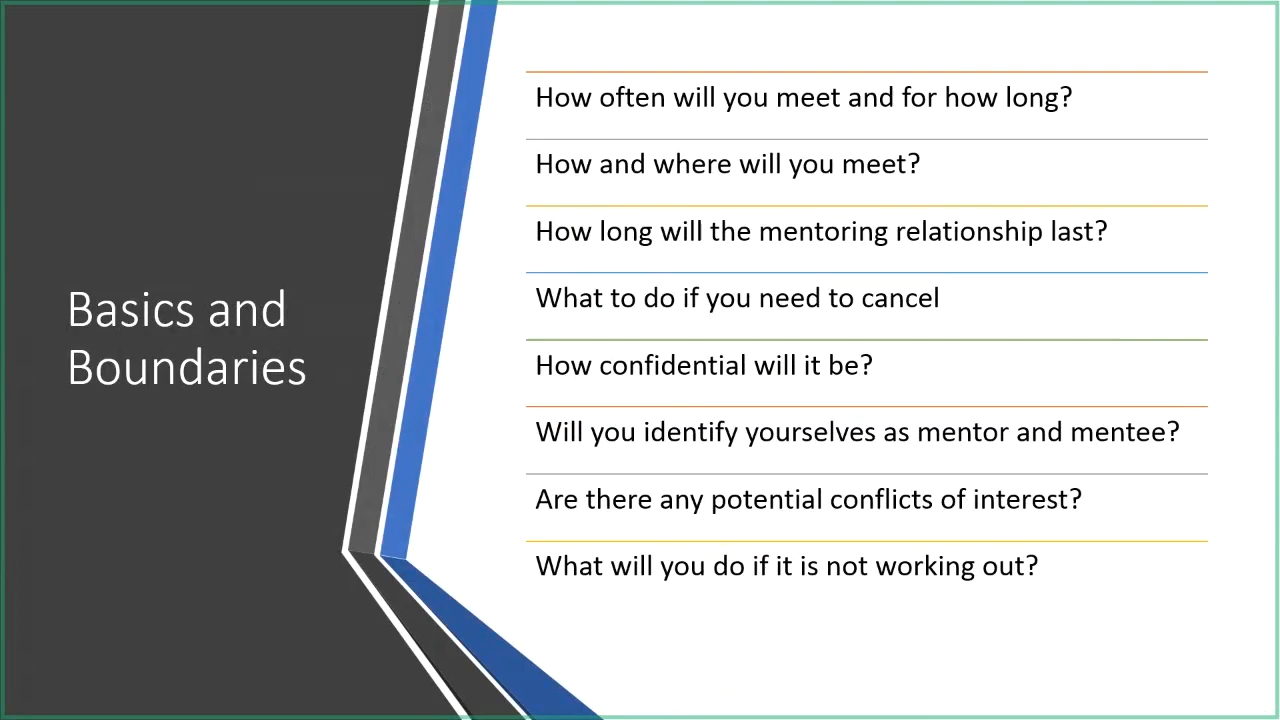 Basics and
Boundaries
How often will you meet and for how long?
How and where will you meet?
How long will the mentoring relationship last?
What to do if you need to cancel
How confidential will it be?
Will you identify yourselves as mentor and mentee?
Are there any potential conflicts of interest?
What will you do if it is not working out?